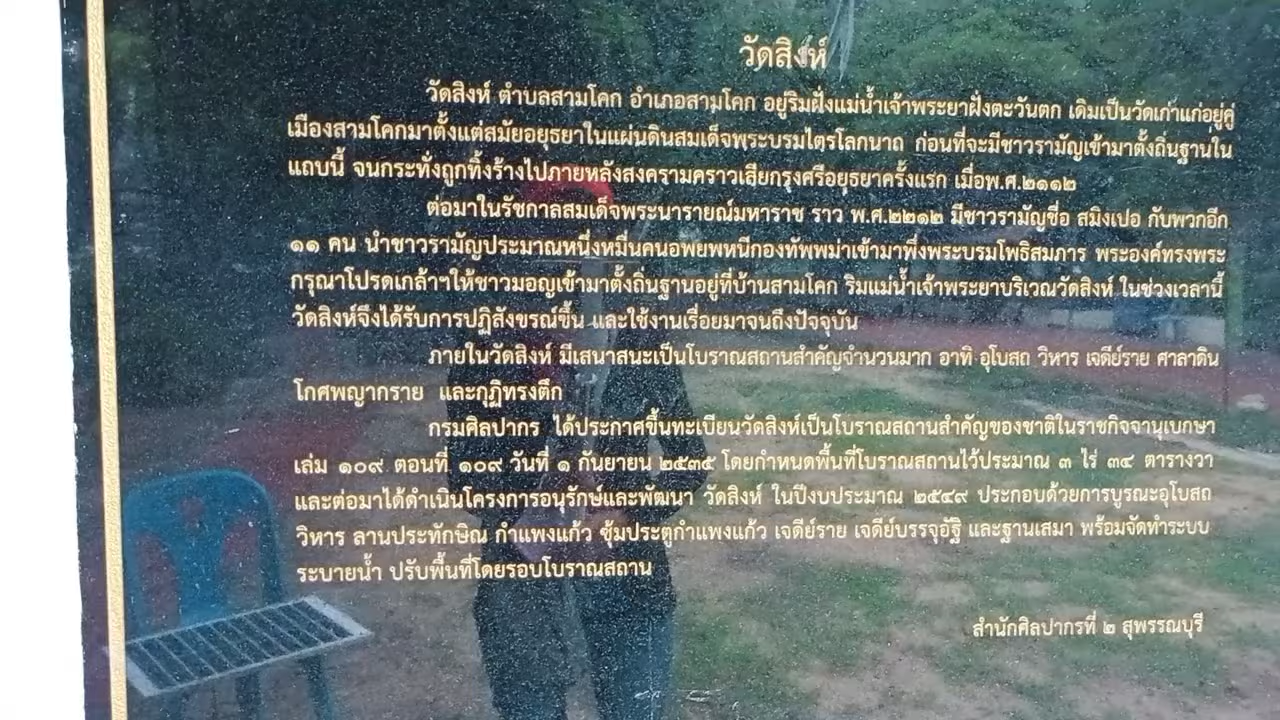 วัดสิงห์
วัดสิงห์ ตำบลสามโคก อำเภอสามโคก อยู่ริมฝั่งแม่น้ำเจ้าพระยาฝั่งตะวันตก เดิมเป็นวัดเก่าแก่อยู่คู่
เมืองสามโคกมาตั้งแต่สมัยอยุธยาในแผ่นดินสมเด็จพระบรมไตรโลกนาถ ก่อนที่จะมีชาวรามัญเข้ามาตั้งถิ่นฐานใน
แถบนี้ จนกระทั่งถูกทิ้งร้างไปภายหลังสงครามคราวเสียกรุงศรีอยุธยาครั้งแรก เมื่อพ.ศ.๒๑๑๒
ต่อมาในรัชกาลสมเด็จพระนารายณ์มหาราช ราว พ.ศ.๒๒๑๒ มีชาวรามัญชื่อ สมิงเปอ กับพวกอีก
๑๑ คน นำชาวรามัญประมาณหนึ่งหมื่นคนอพยพหนีกองทัพพม่าเข้ามาพึ่งพระบรมโพธิสมภาร พระองค์ทรงพระ
กรุณาโปรดเกล้าฯให้ชาวมอญเข้ามาตั้งถิ่นฐานอยู่ที่บ้านสามโคก ริมแม่น้ำเจ้าพระยาบริเวณวัดสิงห์ ในช่วงเวลานี้
วัดสิงห์จึงได้รับการปฏิสังขรณ์ขึ้น และใช้งานเรื่อยมาจนถึงปัจจุบัน
ภายในวัดสิงห์ มีเสนาสนะเป็นโบราณสถานสำคัญจำนวนมาก อาทิ อุโบสถ วิหาร เจดีย์ราย ศาลาดิน
โกศพญากราย และกุฏิทรงตึก
กรมศิลปากร ได้ประกาศขึ้นทะเบียนวัดสิงห์เป็นโบราณสถานสำคัญของชาติในราชกิจจานุเบกษา
เล่ม ๑๐๙ ตอนที่ ๑๐๙ วันที่ ๑ กันยายน ๒๕๓๕ โดยกำหนดพื้นที่โบราณสถานไว้ประมาณ ๓ ไร่ ๓๔ ตารางวา
และต่อมาได้ดำเนินโครงการอนุรักษ์และพัฒนา วัดสิงห์ ในปีงบประมาณ ๒๕๔๙ ประกอบด้วยการบูรณะอุโบสถ
วิหาร ลานประทักษิณ กำแพงแก้ว ซุ้มประตูกำแพงแก้ว เจดีย์ราย เจดีย์บรรจุอัฐิ และฐานเสมา พร้อมจัดทำระบบ
ระบายน้ำ ปรับพื้นที่โดยรอบโบราณสถาน
สำนักศิลปากรที่ ๒ สุพรรณบุรี